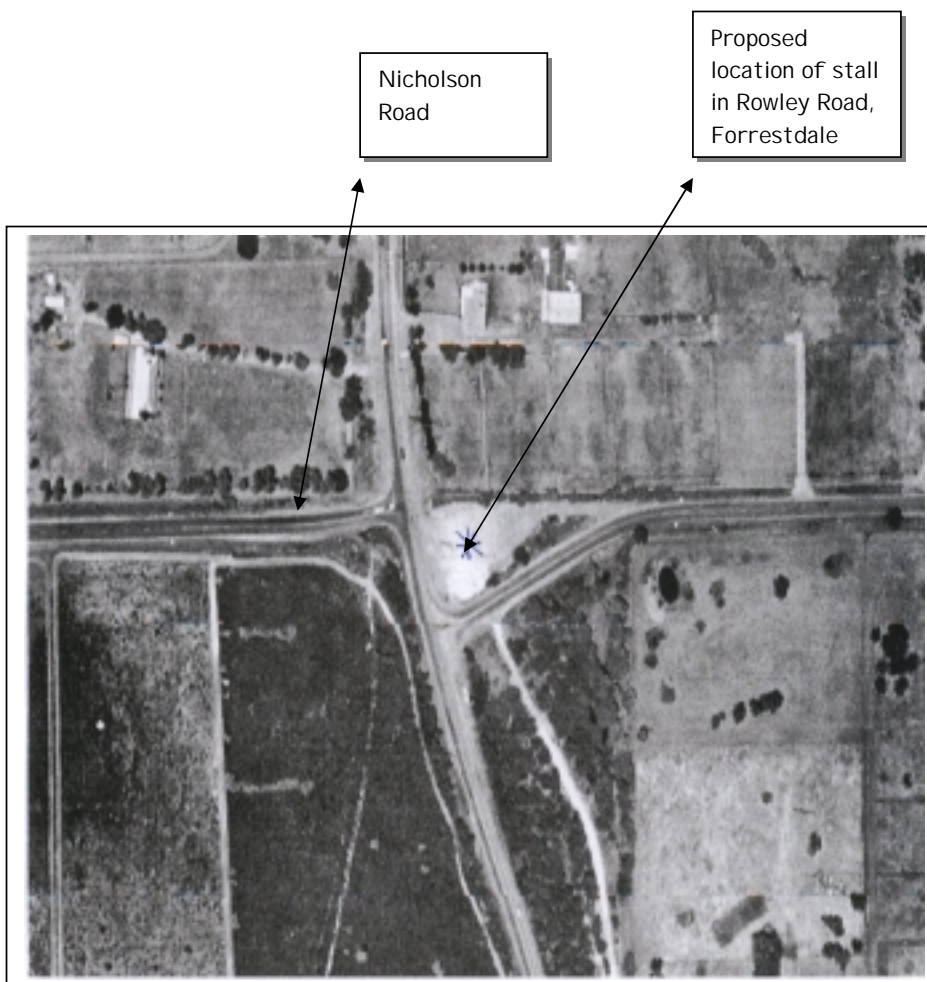 Nicholson
Road
Proposed
location of stall
in Rowley Road,
Forrestdale